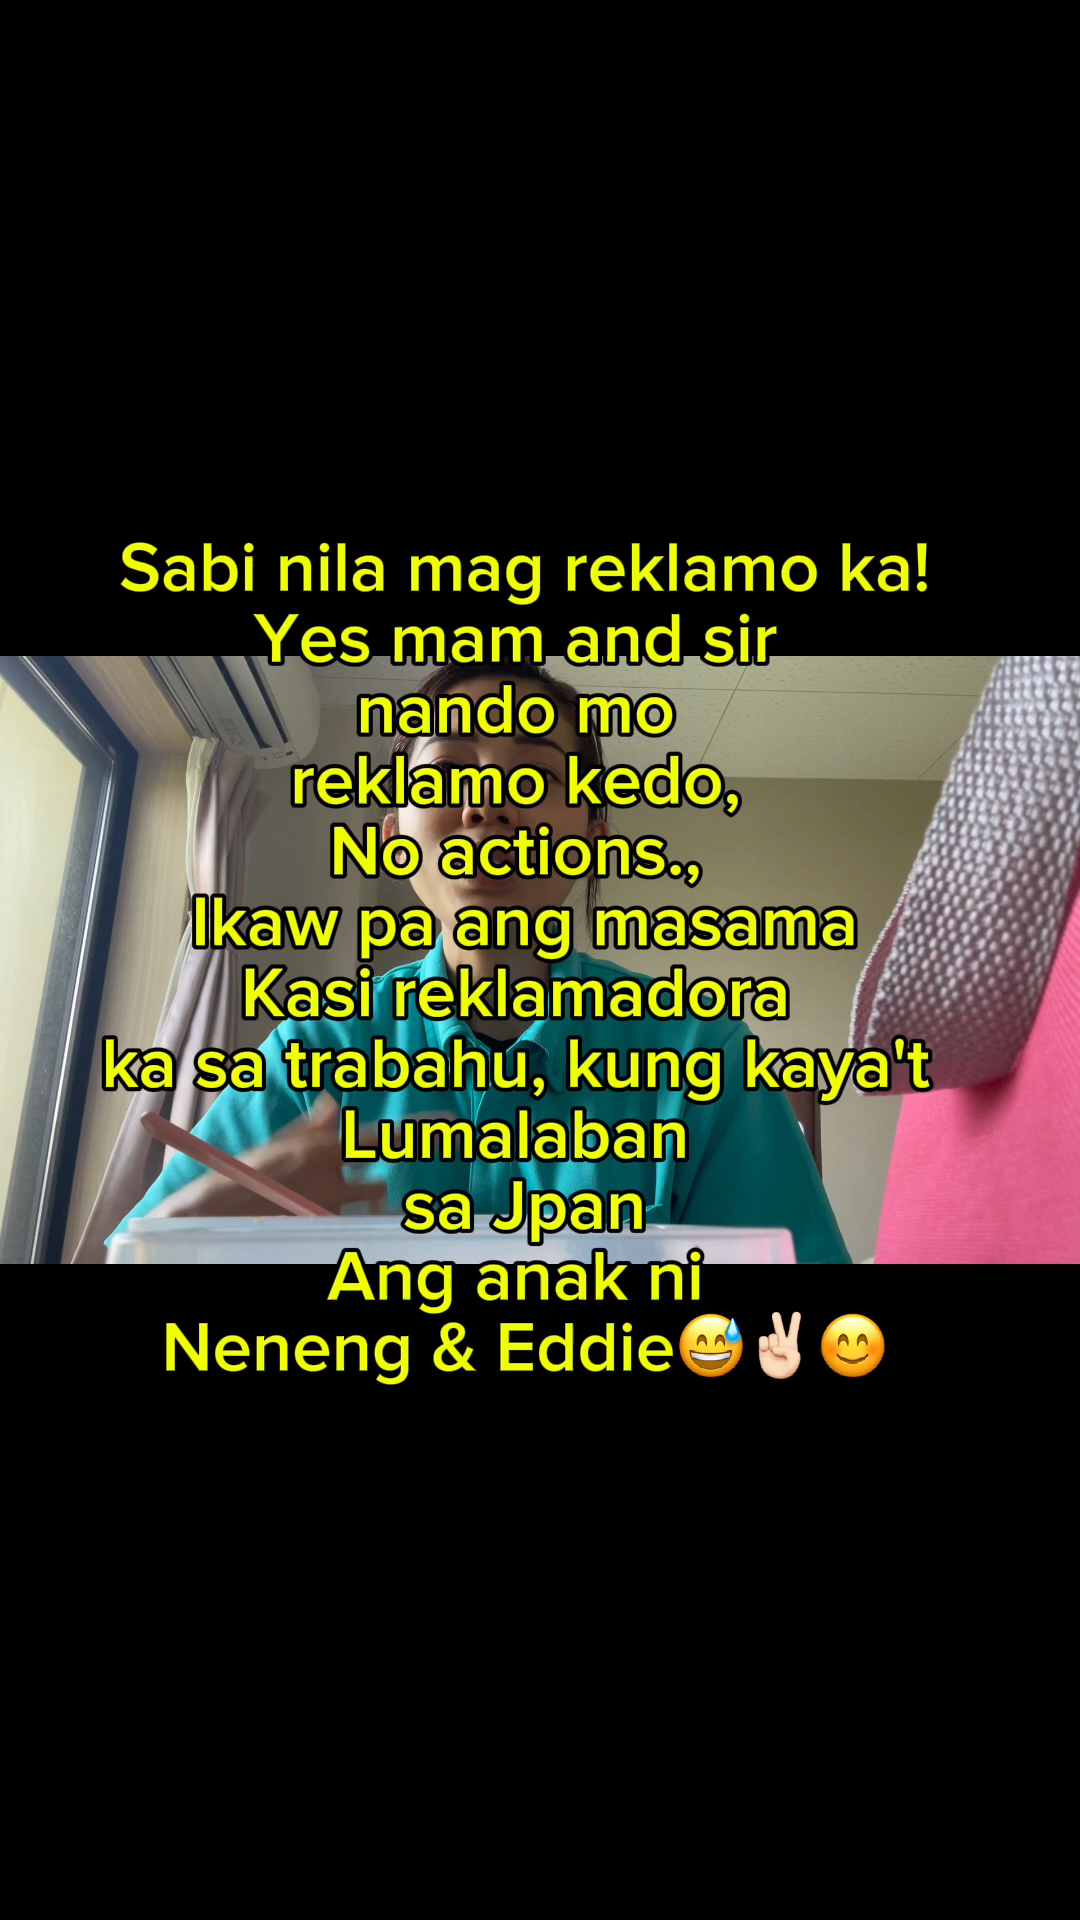 Sabi nila mag reklamo ka!
Yes mam and sir
nando mo
reklamo kedo,
No actions.,
Ikaw pa ang masama
Kasi reklamadora
ka sa trabahu, kung kaya't
Lumalaban
sa Jpan
Ang anak ni
Neneng & Eddie😅✌🏻😊